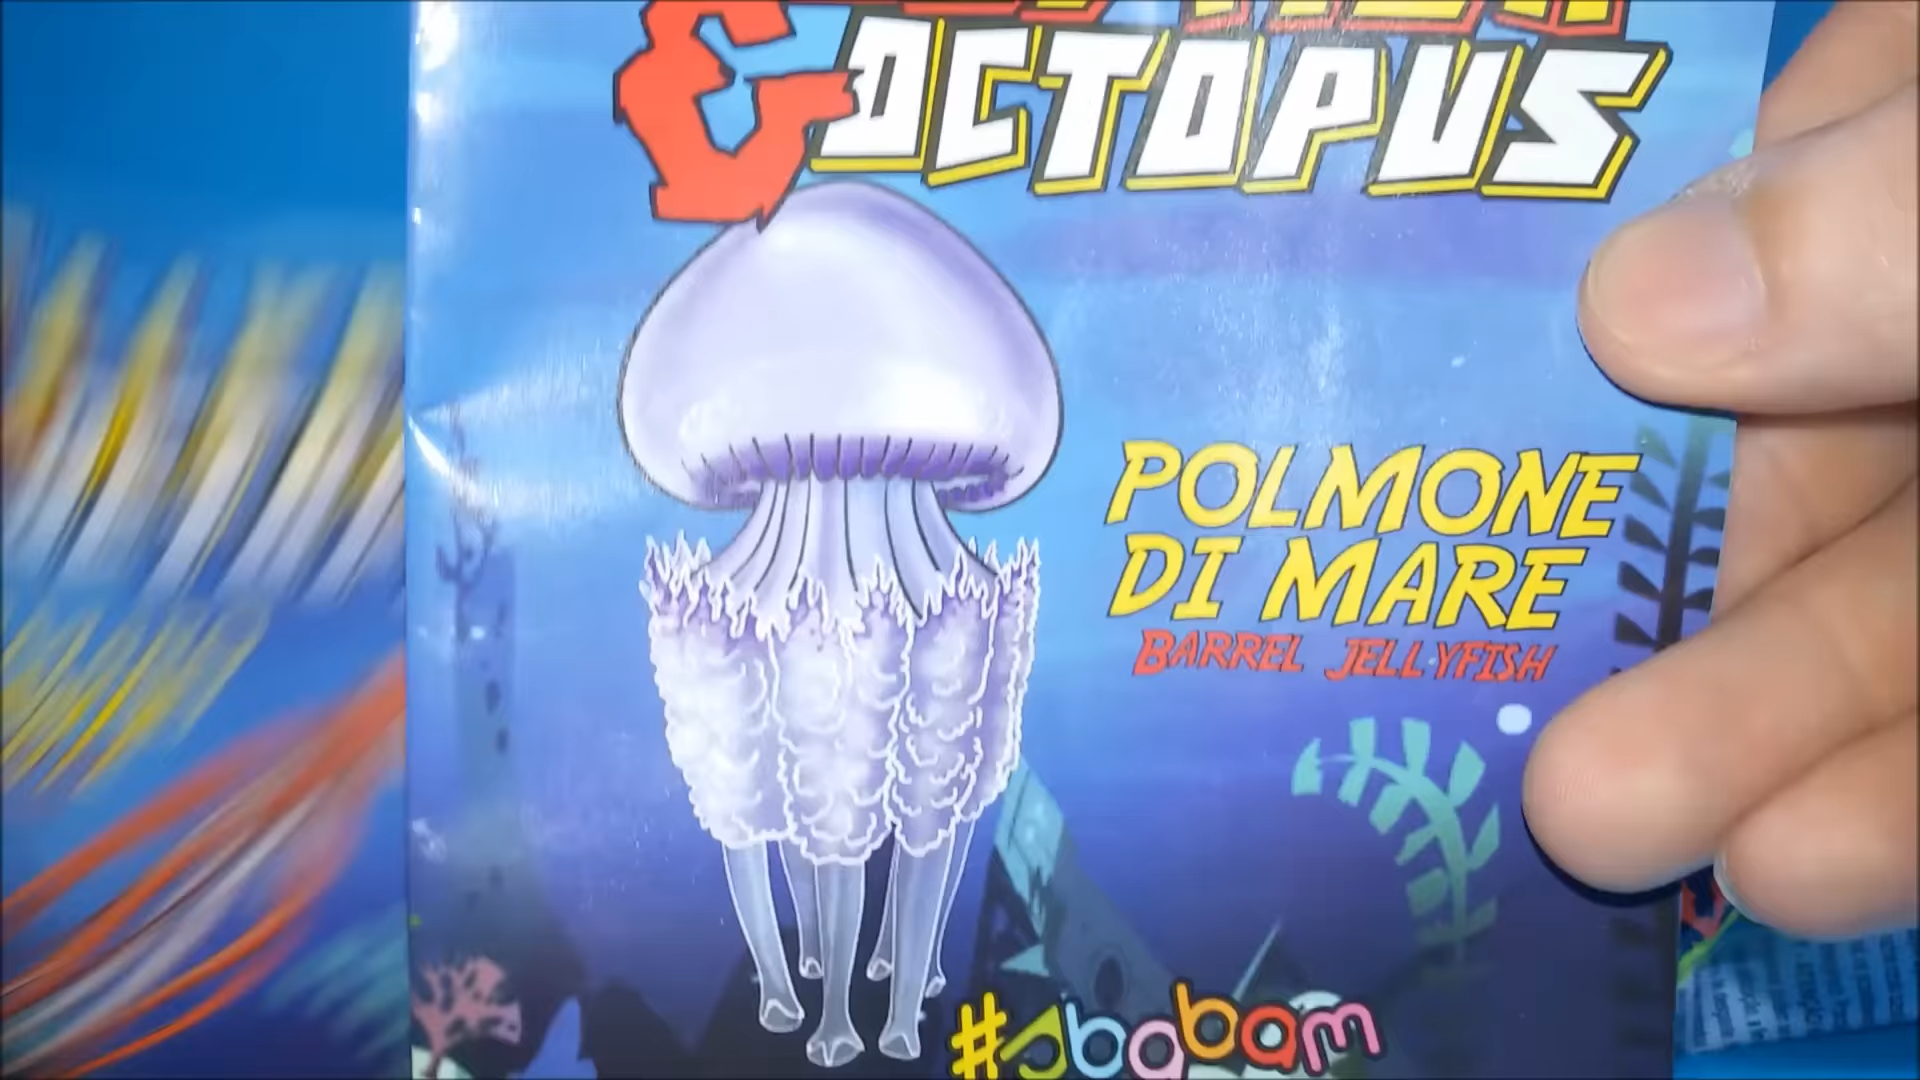 & OCTOPUS
POLMONE
DI MARE
BARREL JELLYFISH
#sbabam